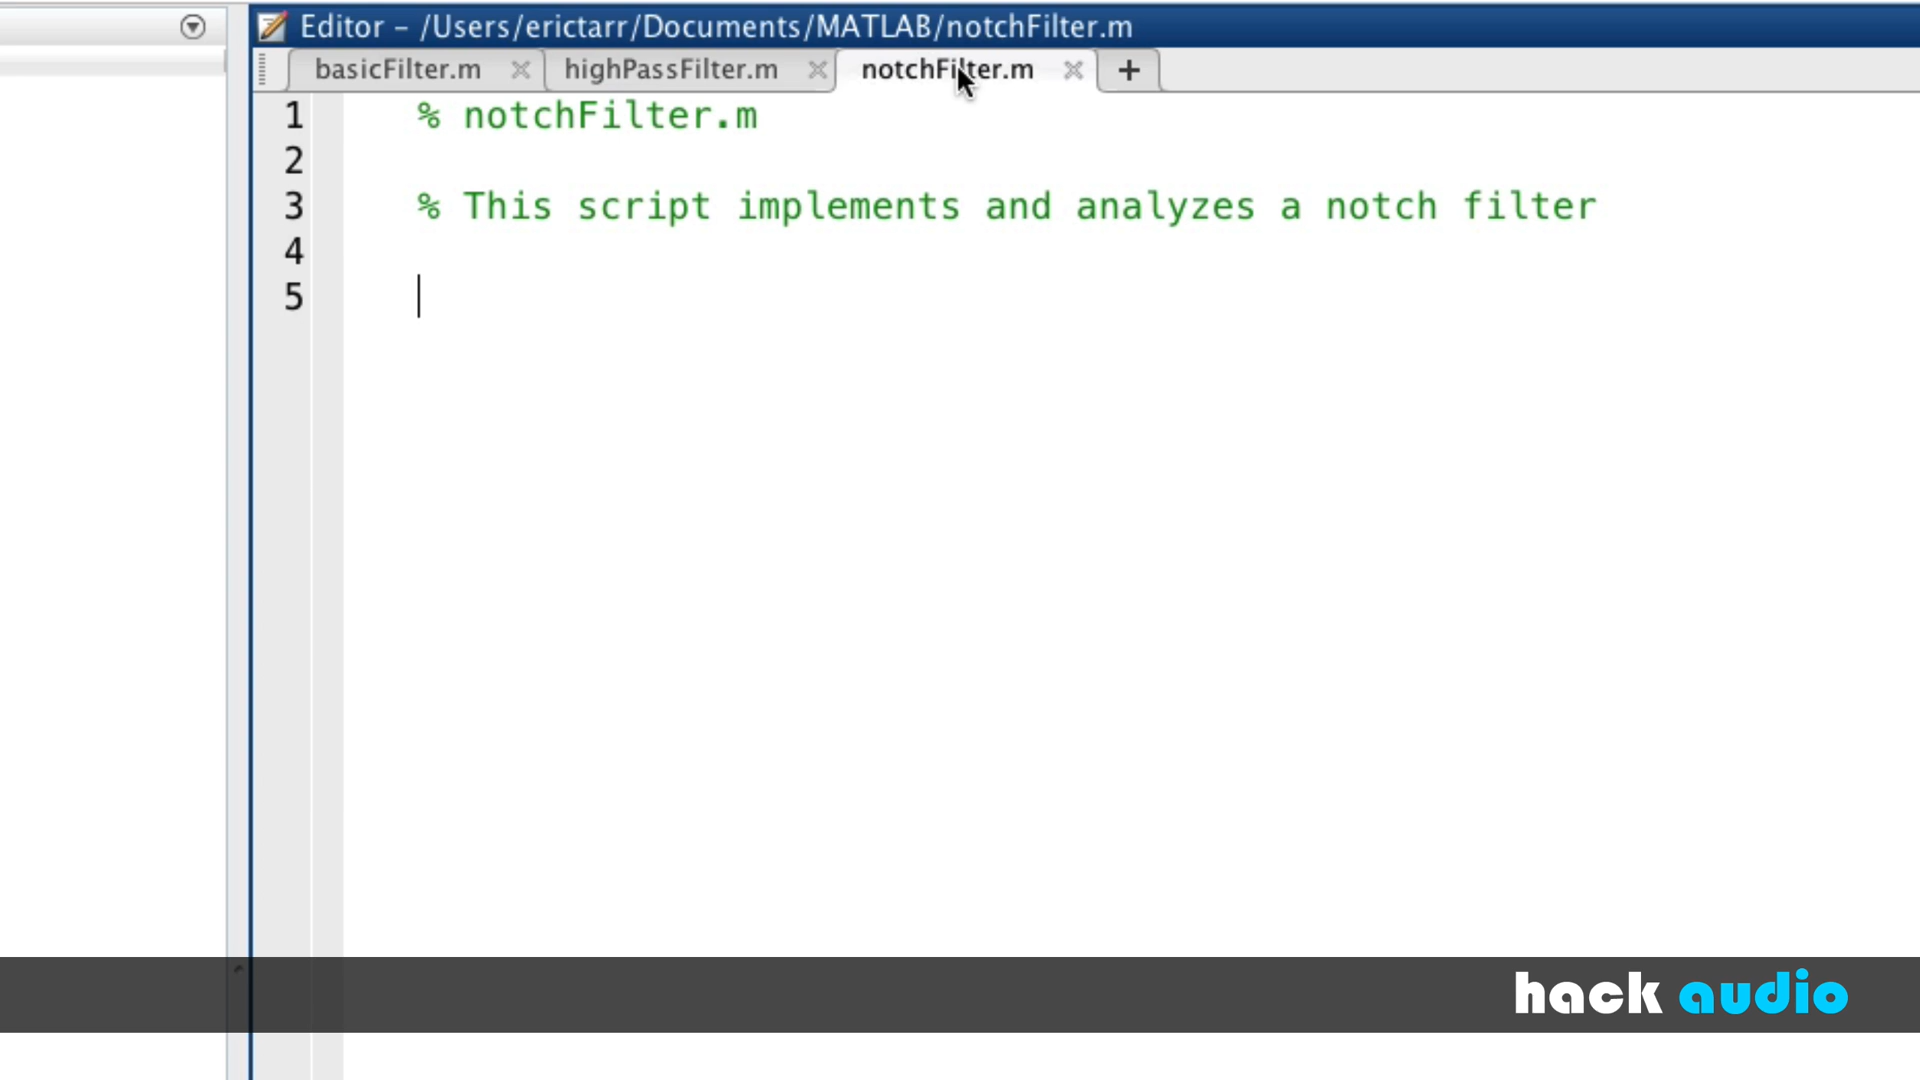 Editor – /Users/erictarr/Documents/MATLAB/notchFilter.m
basicFilter.m highPassFilter.m notchFilter.m +
1 % notchFilter.m
2
3 % This script implements and analyzes a notch filter
4
5
hack audio